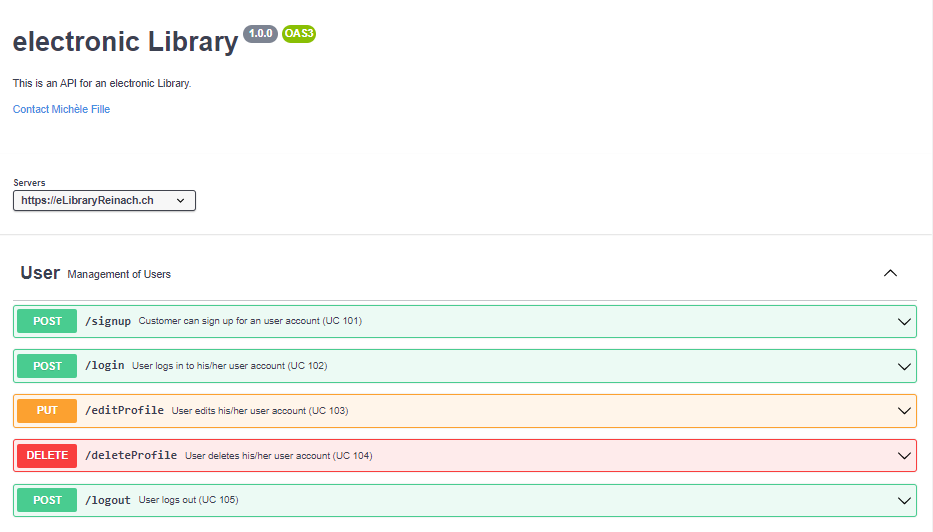 electronic Library 1.0.0 OAS3
This is an API for an electronic Library.
Contact Michèle Fille
Servers
https://eLibraryReinach.ch
User Management of Users
POST /signup Customer can sign up for an user account (UC 101)
POST /login User logs in to his/her user account (UC 102)
PUT /editProfile User edits his/her user account (UC 103)
DELETE /deleteProfile User deletes his/her user account (UC 104)
POST /logout User logs out (UC 105)